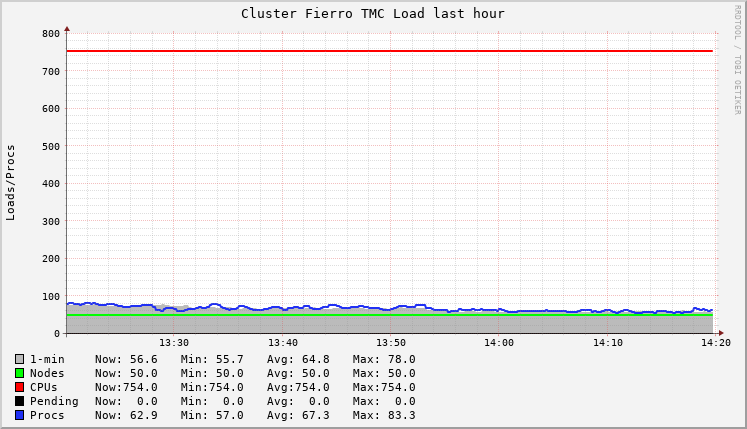 Cluster Fierro TMC Load last hour
RRDTOOL / TOBI OETIKER
Loads/Procs
800
700
600
500
400
300
200
100
0
13:30 13:40 13:50 14:00 14:10 14:20
1-min Now: 56.6 Min: 55.7 Avg: 64.8 Max: 78.0
Nodes Now: 50.0 Min: 50.0 Avg: 50.0 Max: 50.0
CPUs Now:754.0 Min:754.0 Avg:754.0 Max:754.0
Pending Now: 0.0 Min: 0.0 Avg: 0.0 Max: 0.0
Procs Now: 62.9 Min: 57.0 Avg: 67.3 Max: 83.3